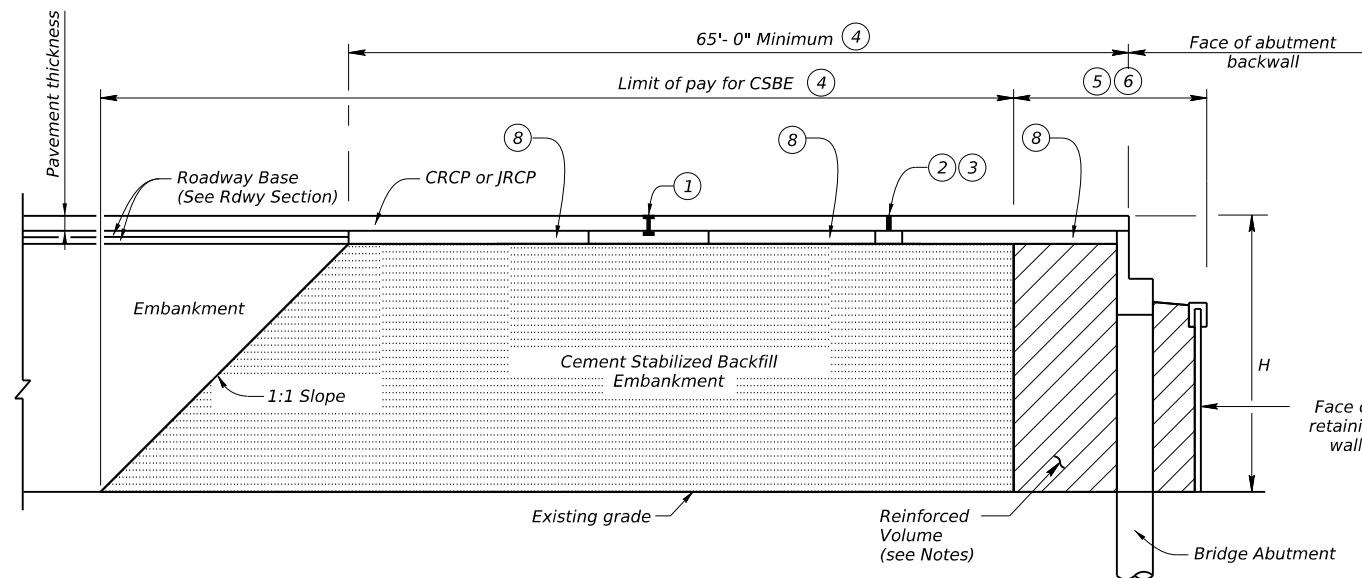 65'- 0" Minimum 4
Face of abutment
backwall
Limit of pay for CSBE 4
5 6
Pavement thickness
8
8
8
Roadway Base
(See Rdwy Section)
CRCP or JRCP
1
2 3
Embankment
Cement Stabilized Backfill
Embankment
H
1:1 Slope
Face
wall
Existing grade
Reinforced
Volume
(see Notes)
Bridge Abutment